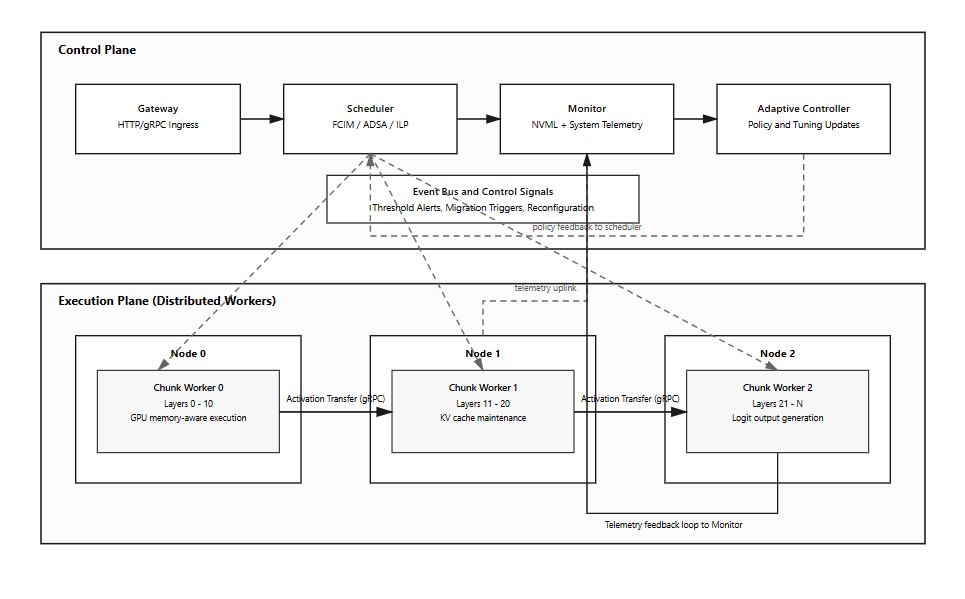 Control Plane
Gateway
HTTP/gRPC Ingress
Scheduler
FCIM / ADSA / ILP
Monitor
NVML + System Telemetry
Adaptive Controller
Policy and Tuning Updates
Event Bus and Control Signals
Threshold Alerts, Migration Triggers, Reconfiguration
policy feedback to scheduler
telemetry uplink
Execution Plane (Distributed Workers)
Node 0
Chunk Worker 0
Layers 0 - 10
GPU memory-aware execution
Activation Transfer (gRPC)
Node 1
Chunk Worker 1
Layers 11 - 20
KV cache maintenance
Activation Transfer (gRPC)
Node 2
Chunk Worker 2
Layers 21 - N
Logit output generation
Telemetry feedback loop to Monitor